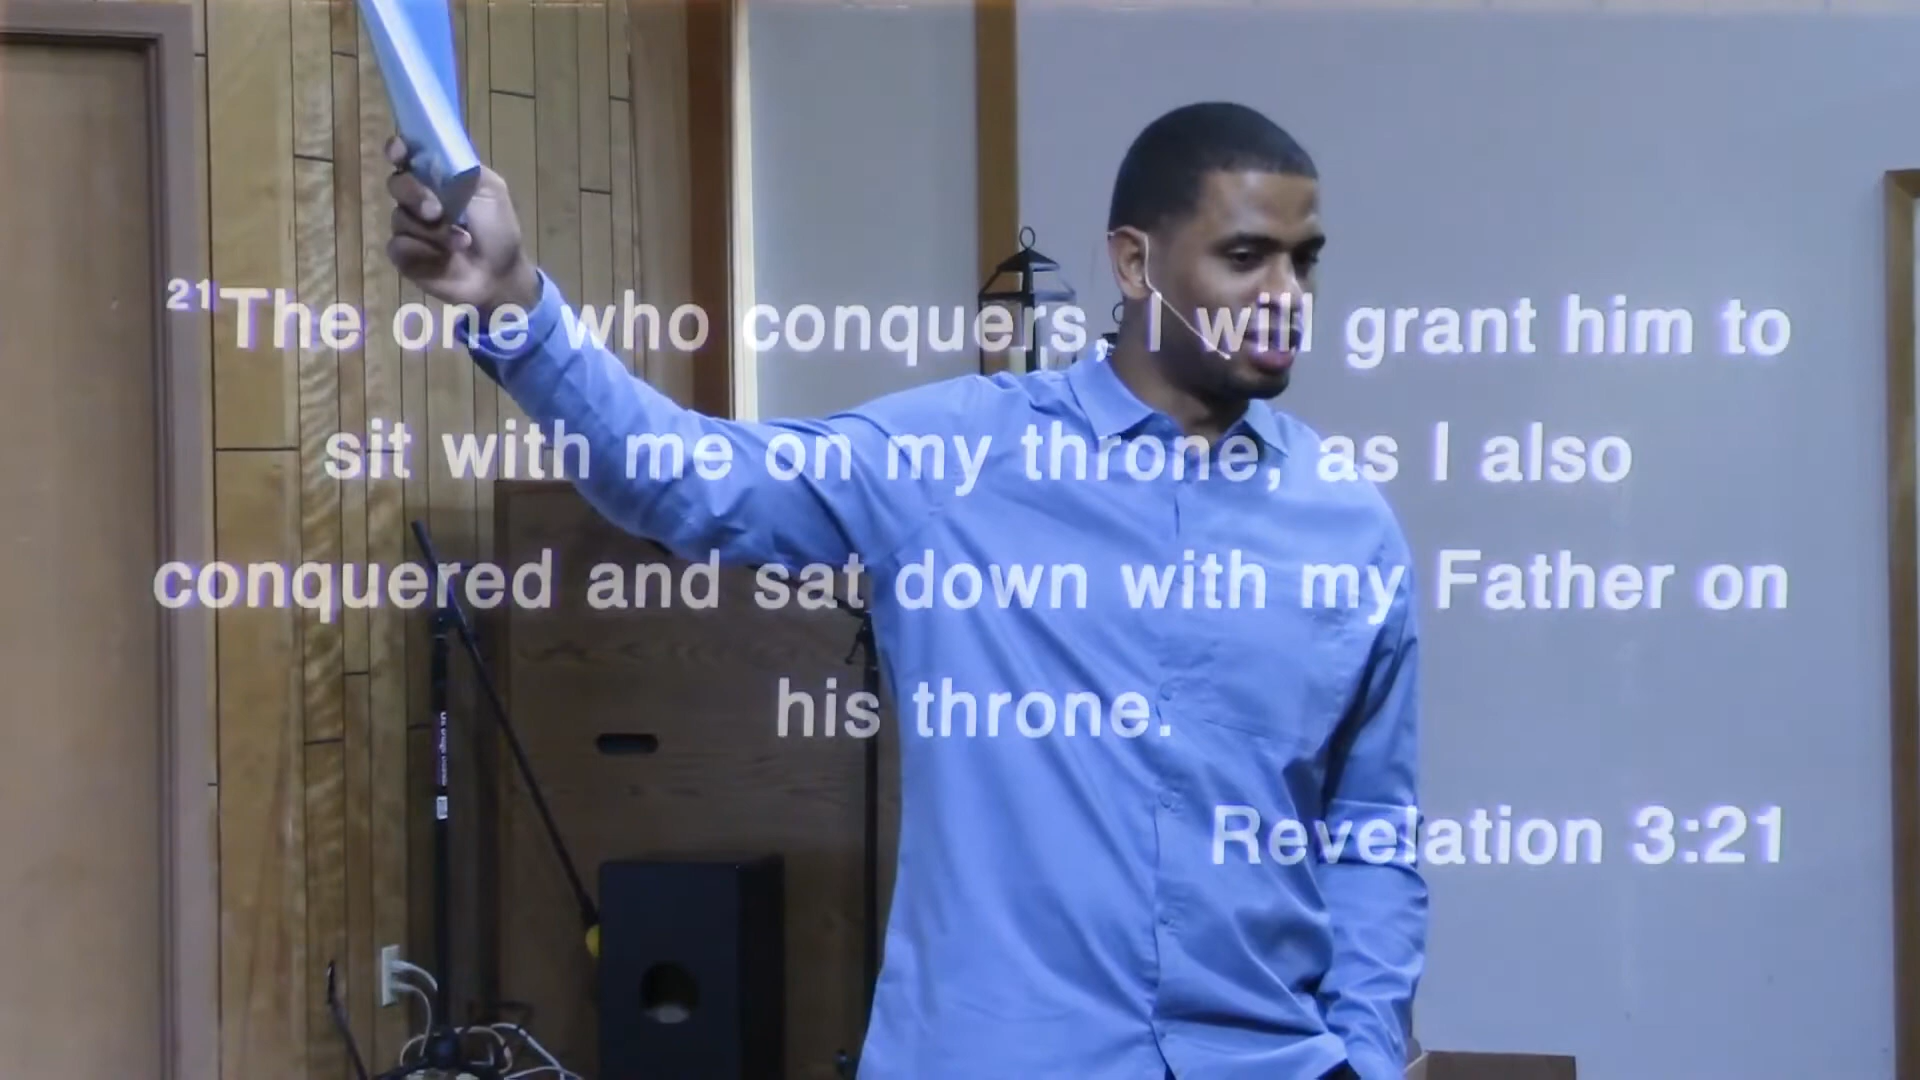 ²¹The one who conquers, I will grant him to
sit with me on my throne, as I also
conquered and sat down with my Father on
his throne.
Revelation 3:21